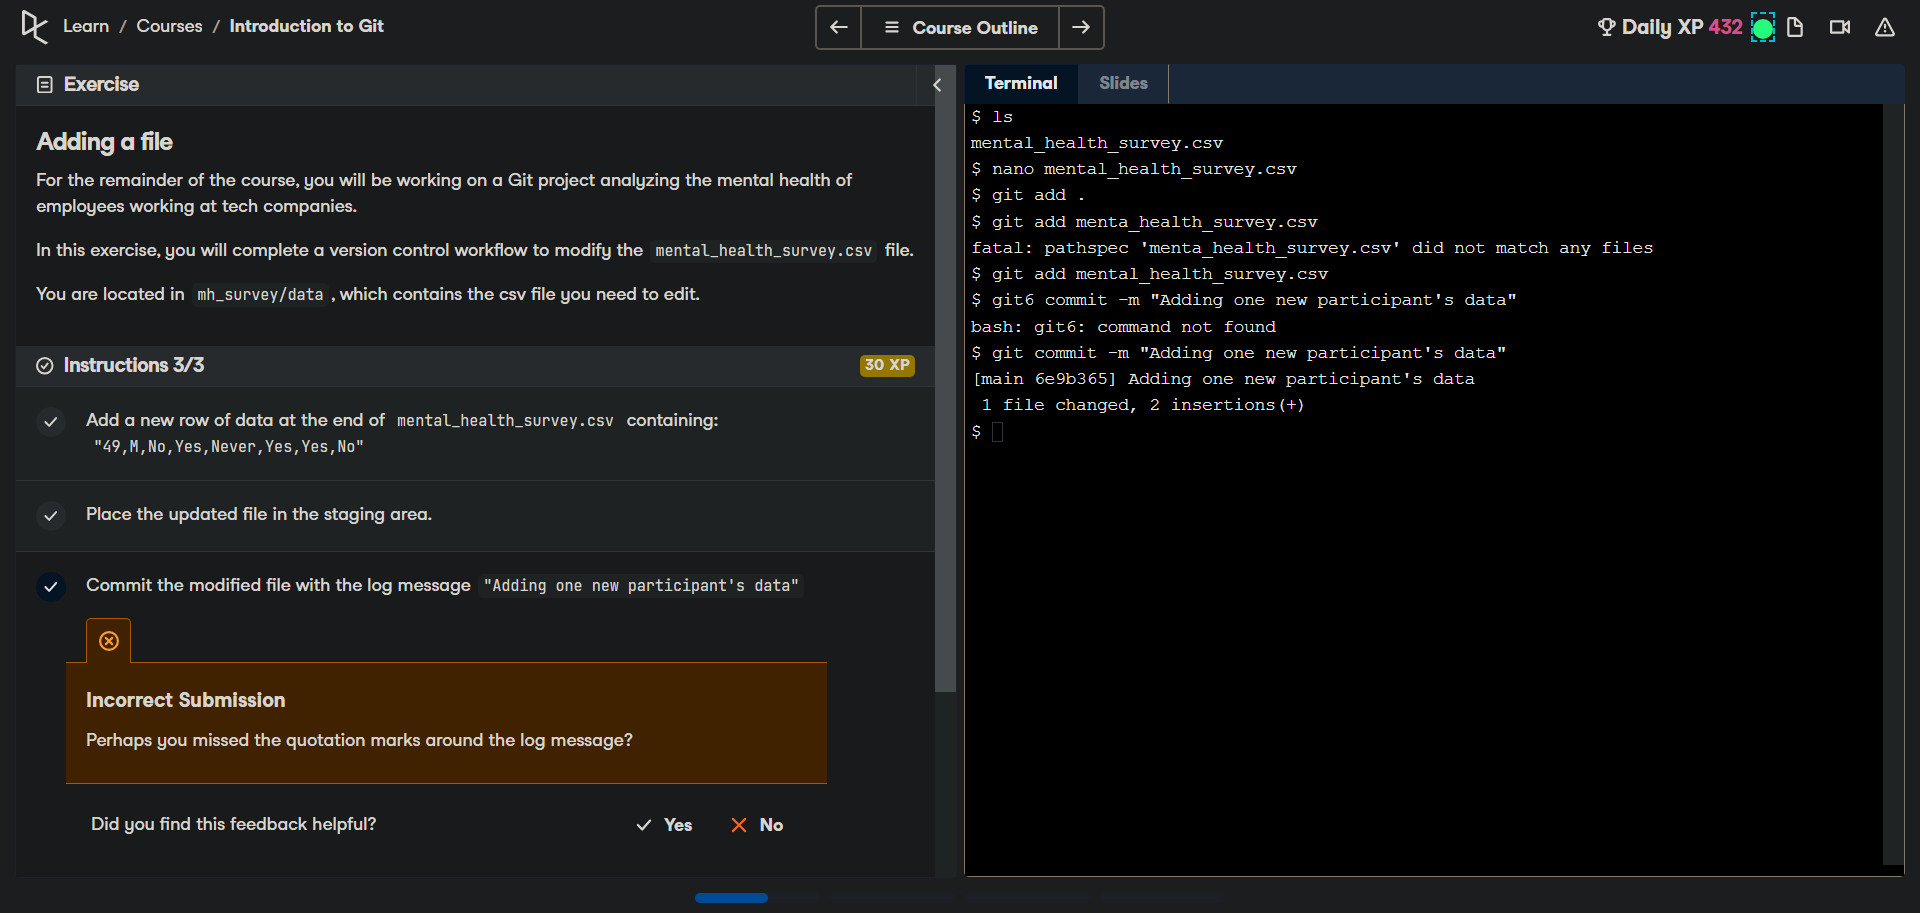 Learn / Courses / Introduction to Git
Course Outline
Daily XP 432
Exercise
Adding a file
For the remainder of the course, you will be working on a Git project analyzing the mental health of
employees working at tech companies.
In this exercise, you will complete a version control workflow to modify the mental_health_survey.csv file.
You are located in mh_survey/data , which contains the csv file you need to edit.
Instructions 3/3
30 XP
Add a new row of data at the end of mental_health_survey.csv containing:
"49,M,No,Yes,Never,Yes,Yes,No"
Place the updated file in the staging area.
Commit the modified file with the log message "Adding one new participant's data"
Incorrect Submission
Perhaps you missed the quotation marks around the log message?
Did you find this feedback helpful?
Yes
No
Terminal
Slides
$ ls
mental_health_survey.csv
$ nano mental_health_survey.csv
$ git add .
$ git add menta_health_survey.csv
fatal: pathspec 'menta_health_survey.csv' did not match any files
$ git add mental_health_survey.csv
$ git6 commit -m "Adding one new participant's data"
bash: git6: command not found
$ git commit -m "Adding one new participant's data"
[main 6e9b365] Adding one new participant's data
 1 file changed, 2 insertions(+)
$